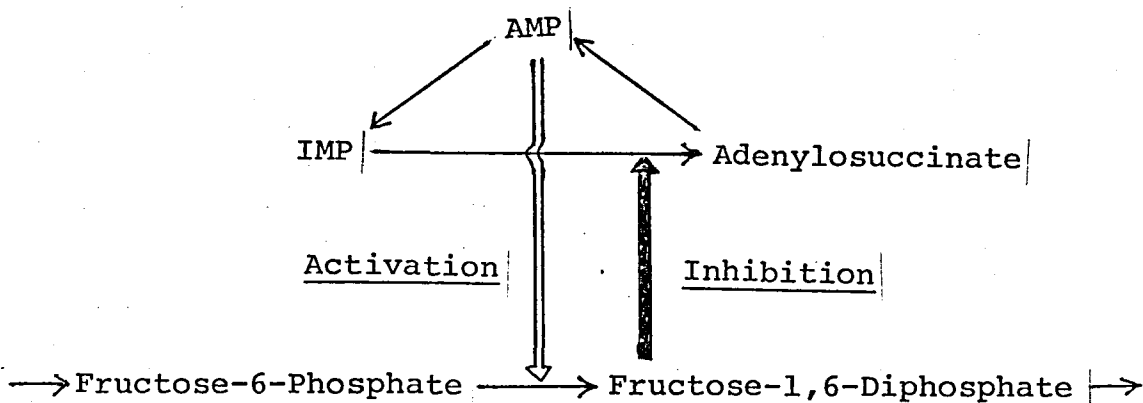 AMP
IMP Adenylosuccinate
Activation Inhibition
Fructose-6-Phosphate Fructose-1,6-Diphosphate